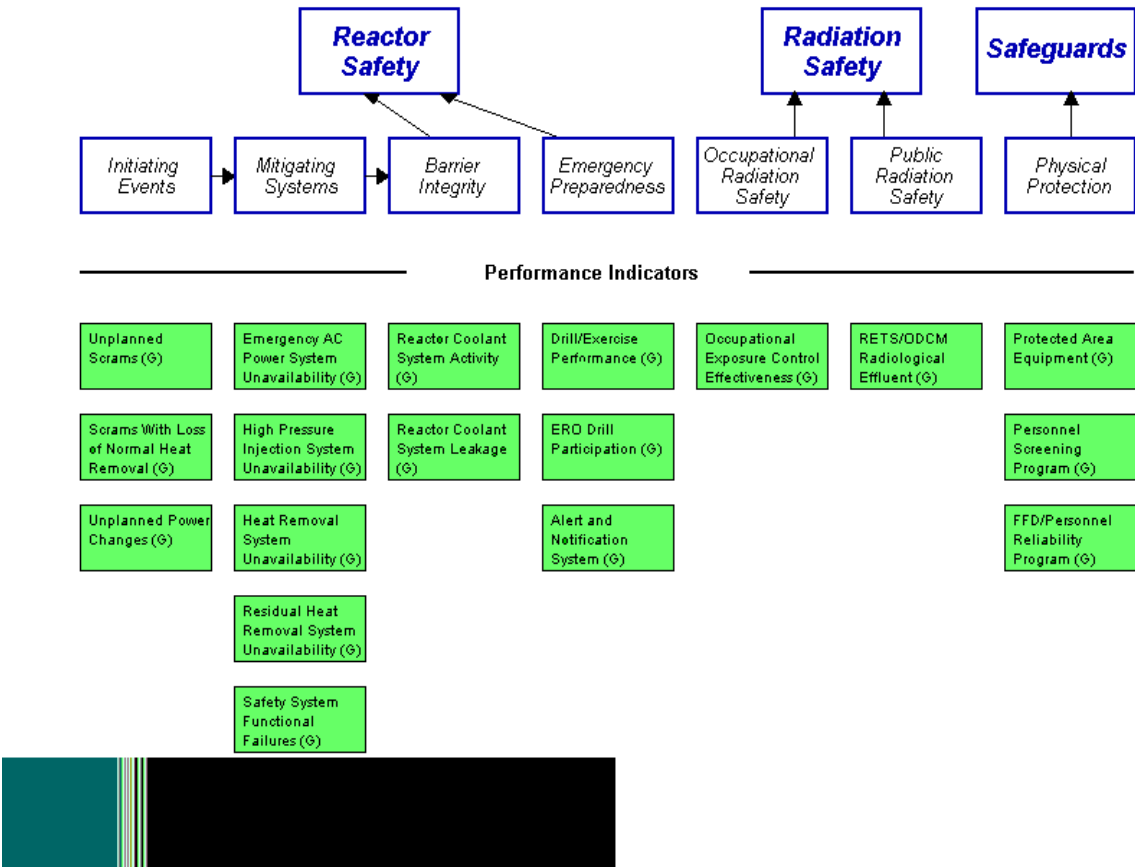 Reactor
Safety
Radiation
Safety
Safeguards
Initiating
Events
Mitigating
Systems
Barrier
Integrity
Emergency
Preparedness
Occupational
Radiation
Safety
Public
Radiation
Safety
Physical
Protection
Performance Indicators
Unplanned
Scrams (G)
Emergency AC
Power System
Unavailability (G)
Reactor Coolant
System Activity
(G)
Drill/Exercise
Performance (G)
Occupational
Exposure Control
Effectiveness (G)
RETS/ODCM
Radiological
Effluent (G)
Protected Area
Equipment (G)
Scrams With Loss
of Normal Heat
Removal (G)
High Pressure
Injection System
Unavailability (G)
Reactor Coolant
System Leakage
(G)
ERO Drill
Participation (G)
Personnel
Screening
Program (G)
Unplanned Power
Changes (G)
Heat Removal
System
Unavailability (G)
Alert and
Notification
System (G)
FFD/Personnel
Reliability
Program (G)
Residual Heat
Removal System
Unavailability (G)
Safety System
Functional
Failures (G)